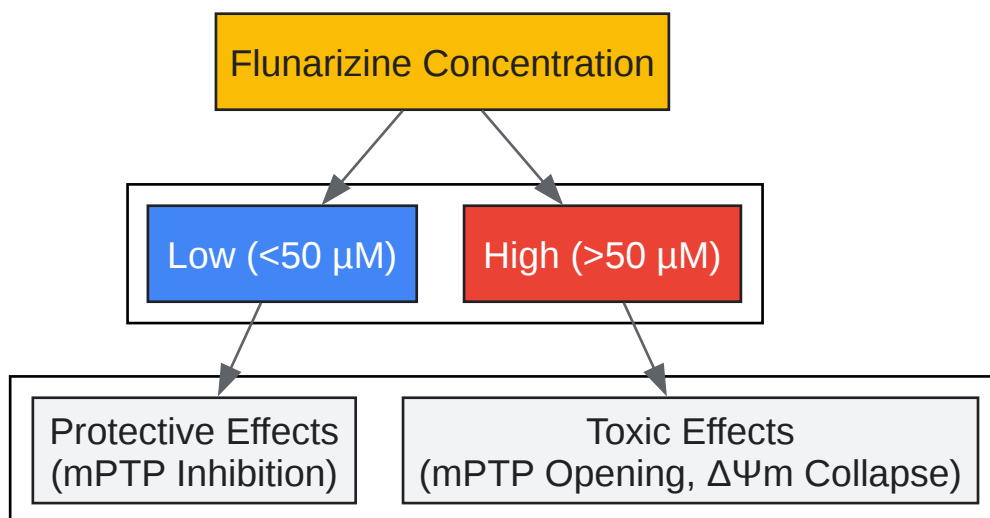 Flunarizine Concentration
Low (<50 µM)
High (>50 µM)
Protective Effects
(mPTP Inhibition)
Toxic Effects
(mPTP Opening, ΔΨm Collapse)